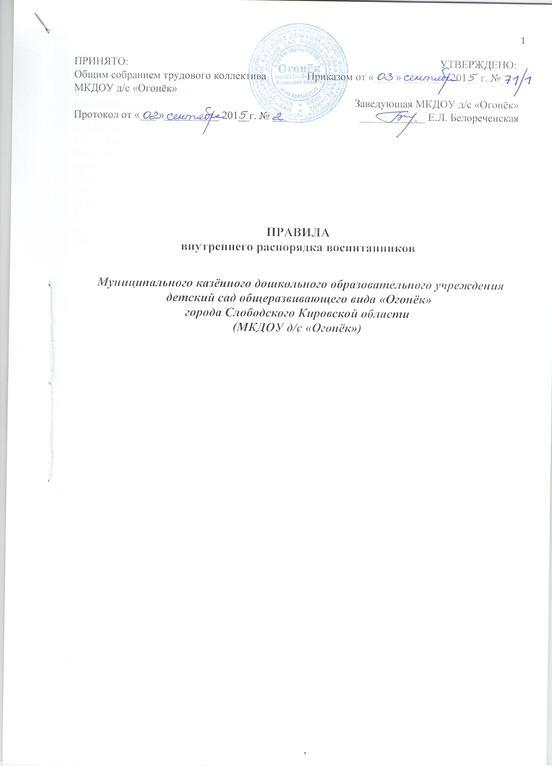 1
ПРИНЯТО:
УТВЕРЖДЕНО:
Общим собранием трудового коллектива
Приказом от « 03 » сентября 2015 г. № 71/1
МКДОУ д/с «Огонёк»
Заведующая МКДОУ д/с «Огонёк»
Протокол от « 02 » сентября 2015 г. № 2
Е.Л. Белореченская
Огонёк
ПРАВИЛА
внутреннего распорядка воспитанников
Муниципального казённого дошкольного образовательного учреждения
детский сад общеразвивающего вида «Огонёк»
города Слободского Кировской области
(МКДОУ д/с «Огонёк»)